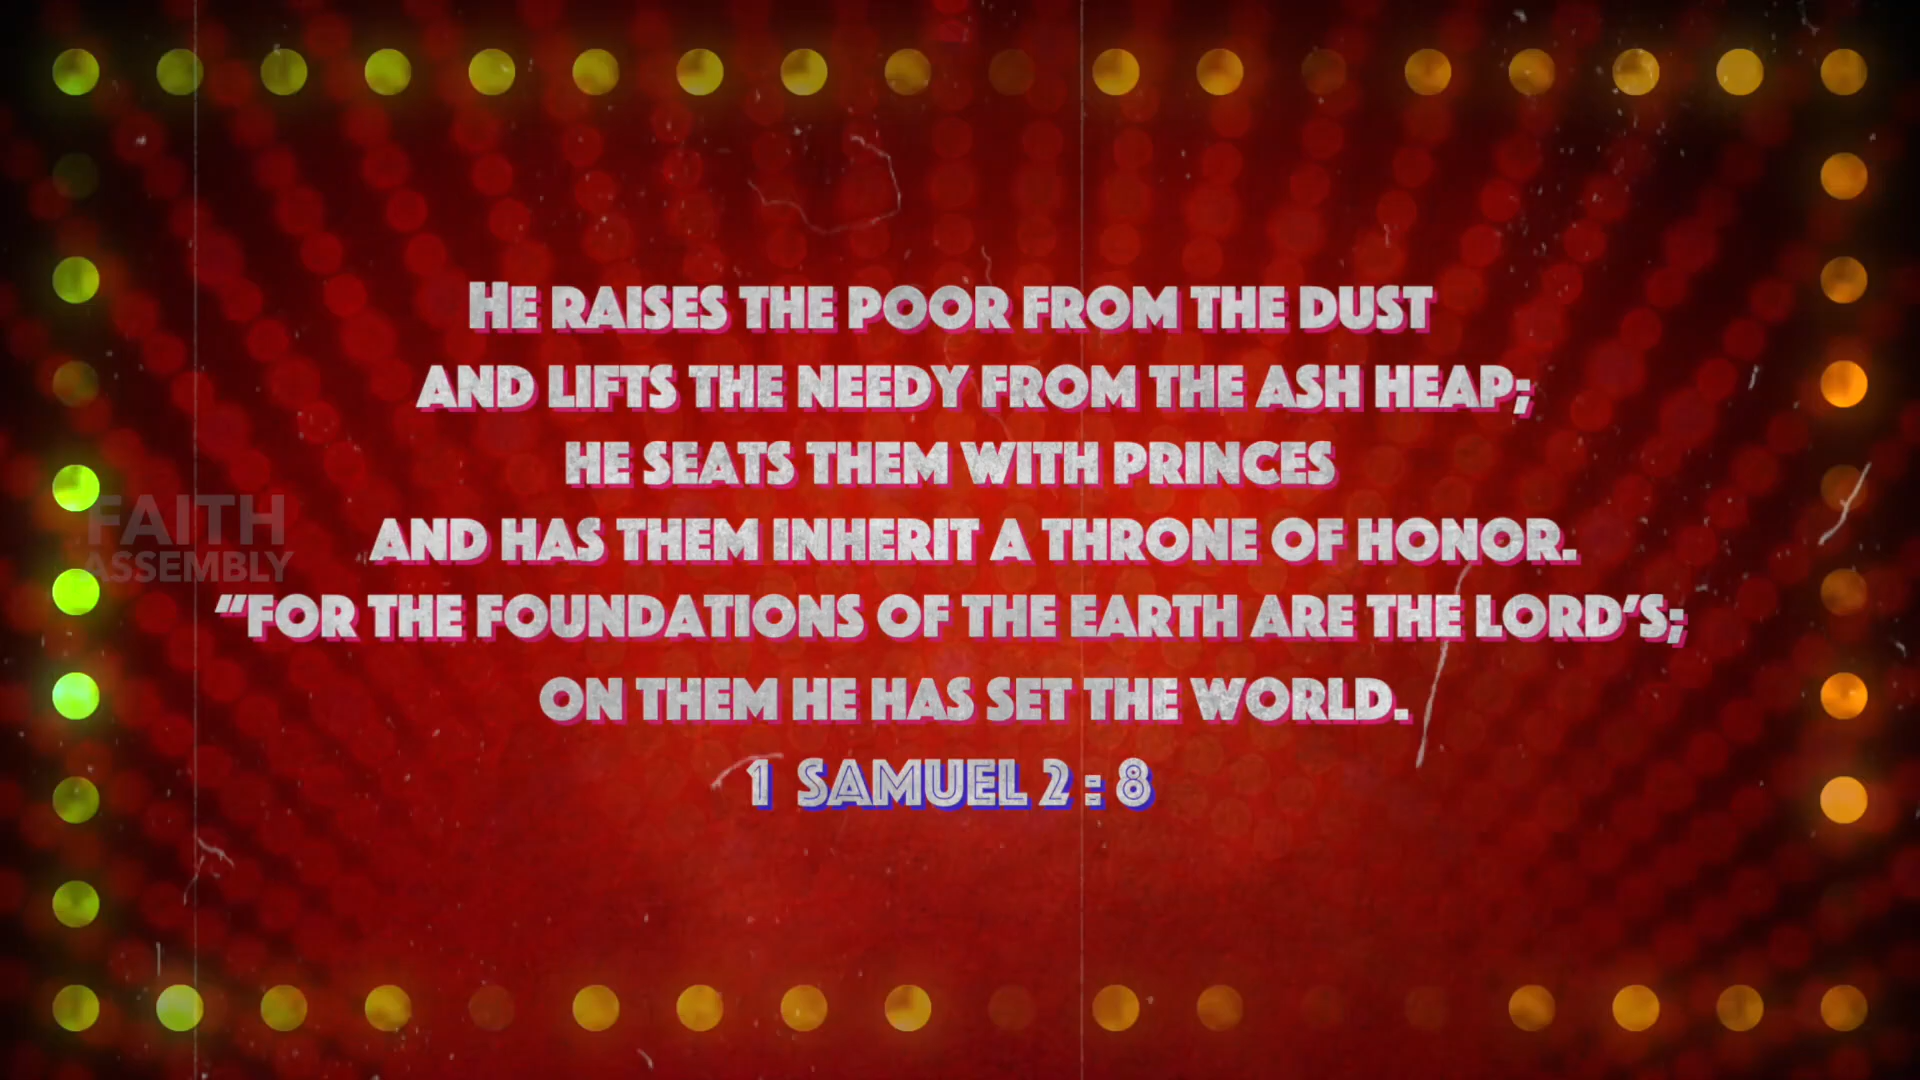 He raises the poor from the dust
and lifts the needy from the ash heap;
he seats them with princes
and has them inherit a throne of honor.
“For the foundations of the earth are the Lord’s;
on them he has set the world.
1 Samuel 2 : 8
FAITH
ASSEMBLY